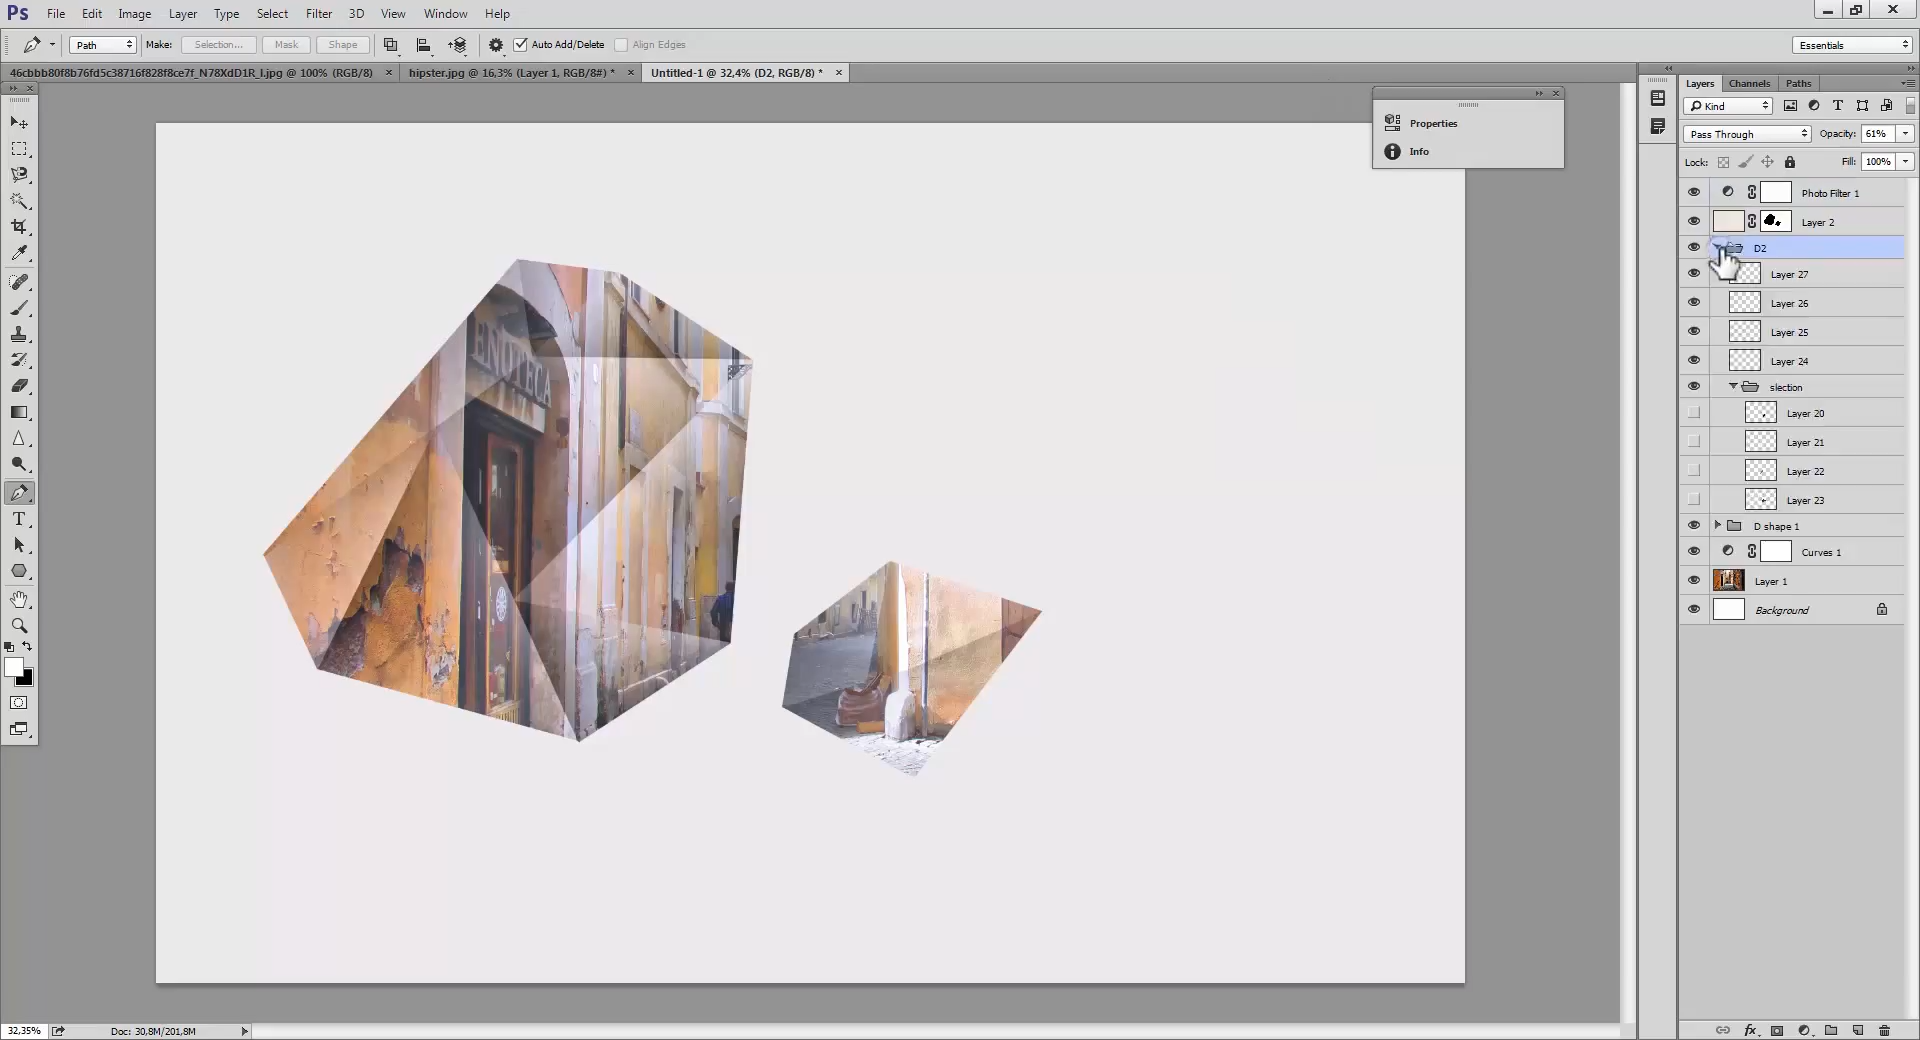 Ps File Edit Image Layer Type Select Filter 3D View Window Help
Path Make: Selection... Mask Shape Auto Add/Delete Align Edges Essentials
46cbbb80f8b76fd5c38716f828f8ce7f_N78XdD1R_l.jpg @ 100% (RGB/8) × hipster.jpg @ 16,3% (Layer 1, RGB/8#) * × Untitled-1 @ 32,4% (D2, RGB/8) * ×
Properties
Info
Layers Channels Paths
Kind
Pass Through Opacity: 61%
Lock: Fill: 100%
Photo Filter 1
Layer 2
D2
Layer 27
Layer 26
Layer 25
Layer 24
slection
Layer 20
Layer 21
Layer 22
Layer 23
D shape 1
Curves 1
Layer 1
Background
ENOTECA
32,35% Doc: 30,8M/201,8M